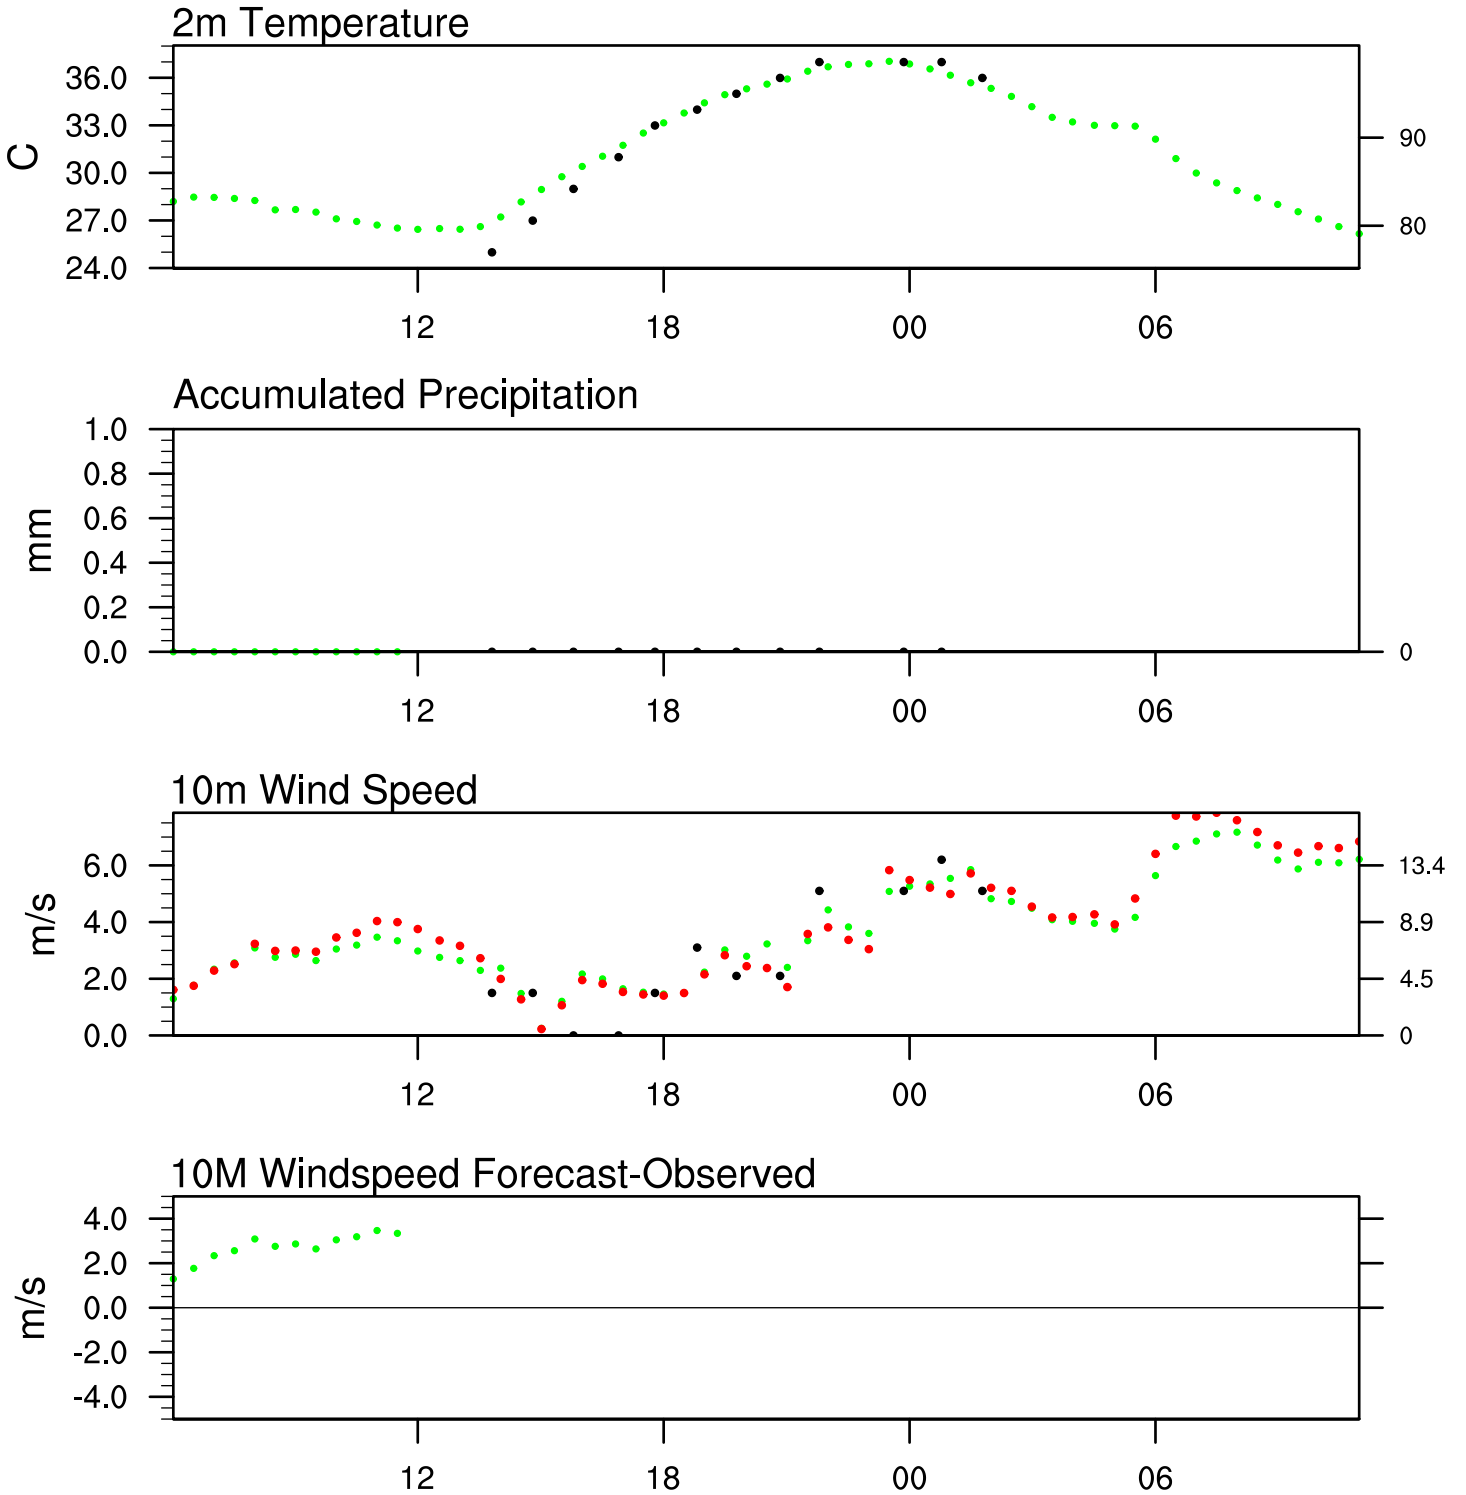 2m Temperature
36.0
33.0
90
C
30.0
27.0
80
24.0
12 18 00 06
Accumulated Precipitation
1.0
0.8
0.6
mm
0.4
0.2
0.0 0
12 18 00 06
10m Wind Speed
6.0 13.4
m/s
4.0 8.9
2.0 4.5
0.0 0
12 18 00 06
10M Windspeed Forecast-Observed
4.0
2.0
m/s
0.0
-2.0
-4.0
12 18 00 06